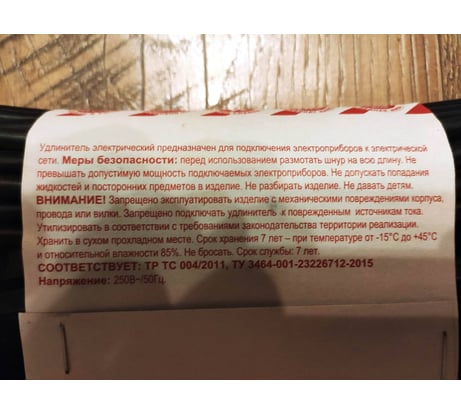 Удлинитель электрический предназначен для подключения электроприборов к электрической
сети. Меры безопасности: перед использованием размотать шнур на всю длину. Не
превышать допустимую мощность подключаемых электроприборов. Не допускать попадания
жидкостей и посторонних предметов в изделие. Не разбирать изделие. Не давать детям.
ВНИМАНИЕ! Запрещено эксплуатировать изделие с механическими повреждениями корпуса,
провода или вилки. Запрещено подключать удлинитель к поврежденным источникам тока.
Утилизировать в соответствии с требованиями законодательства территории реализации.
Хранить в сухом прохладном месте. Срок хранения 7 лет – при температуре от -15°С до +45°С
и относительной влажности 85%. Не бросать. Срок службы: 7 лет.
СООТВЕТСТВУЕТ: ТР ТС 004/2011, ТУ 3464-001-23226712-2015
Напряжение: 250В~/50Гц.